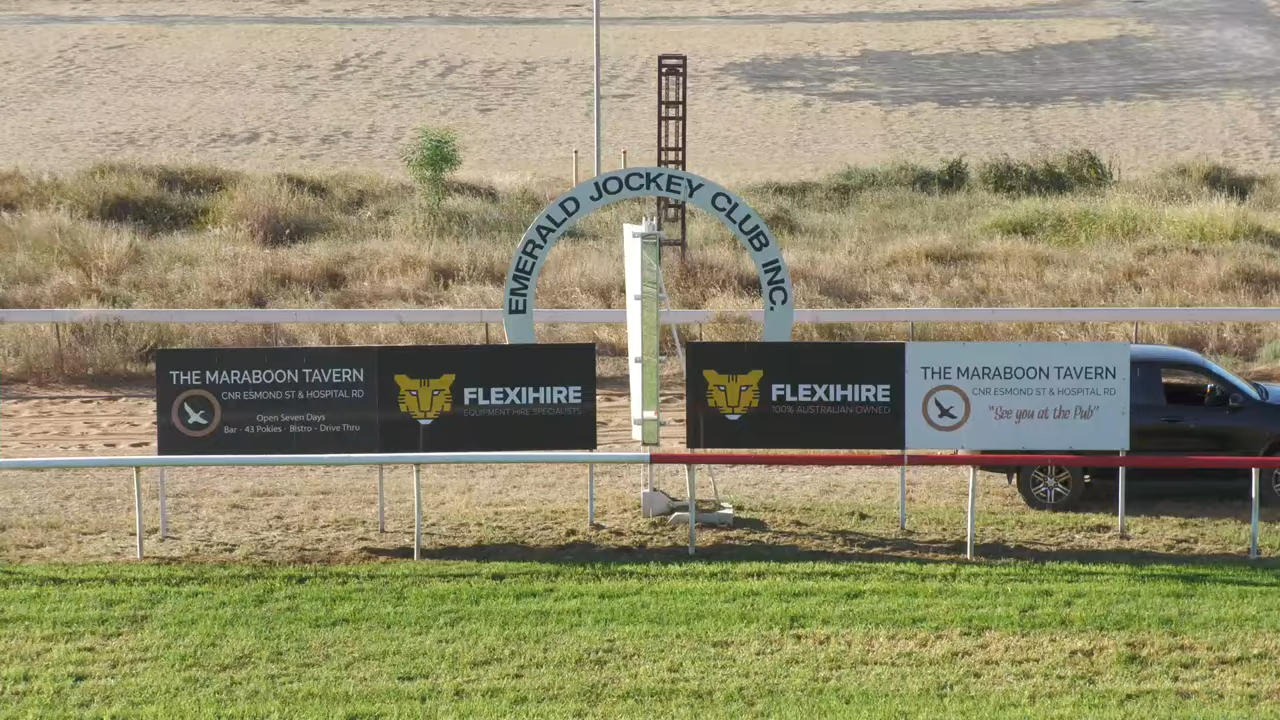 EMERALD JOCKEY CLUB INC.
THE MARABOON TAVERN
CNR ESMOND ST & HOSPITAL RD
Open Seven Days
Bar - 43 Pokies - Bistro - Drive Thru
FLEXIHIRE
EQUIPMENT HIRE SPECIALISTS
FLEXIHIRE
100% AUSTRALIAN OWNED
THE MARABOON TAVERN
CNR ESMOND ST & HOSPITAL RD
"See you at the Pub"